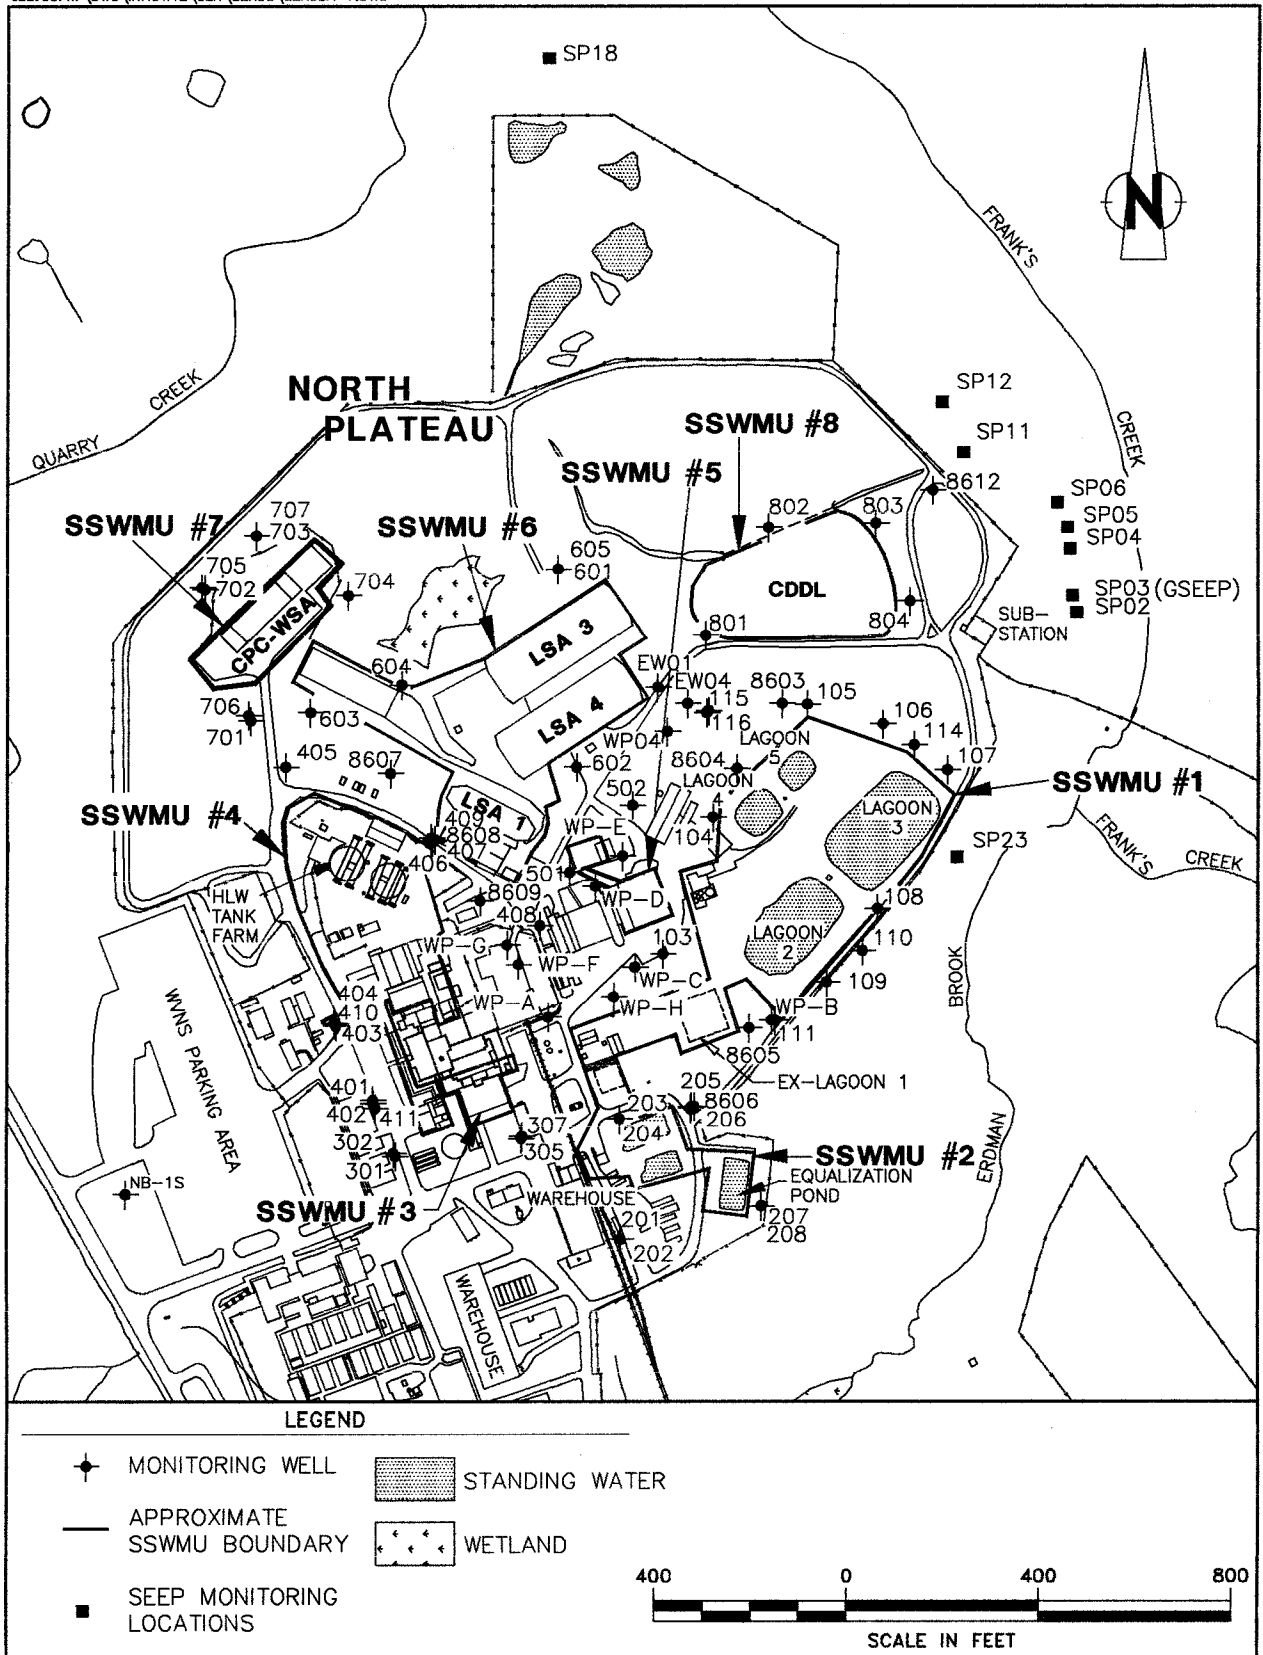 SP18
N
FRANK'S
CREEK
QUARRY
CREEK
NORTH
PLATEAU
SP12
SP11
SSWMU #8
SSWMU #5
8612
SP06
SP05
SP04
SP03 (GSEEP)
SP02
802
803
707
703
SSWMU #7
SSWMU #6
605
601
705
702
704
CPC-WSA
CDDL
804
SUB-
STATION
801
LSA 3
LSA 4
604
EW01
EW04
115
116
8603
105
706
701
603
WP04
106
114
107
405
8607
602
8604
LAGOON
5
LAGOON
4
SSWMU #1
502
LAGOON
3
SSWMU #4
LSA 1
409
8608
407
406
WP-E
104
SP23
FRANK'S
CREEK
501
WP-D
HLW
TANK
FARM
8609
408
108
LAGOON
2
WP-G
WP-F
103
WP-C
110
109
BROOK
404
410
403
WP-A
WP-H
WP-B
111
8605
EX-LAGOON 1
WVNS PARKING AREA
401
402
411
205
8606
206
203
204
302
301
307
305
SSWMU #2
ERDMAN
EQUALIZATION
POND
NB-1S
SSWMU #3
WAREHOUSE
201
202
207
208
WAREHOUSE
LEGEND
MONITORING WELL
STANDING WATER
APPROXIMATE
SSWMU BOUNDARY
WETLAND
SEEP MONITORING
LOCATIONS
400 0 400 800
SCALE IN FEET